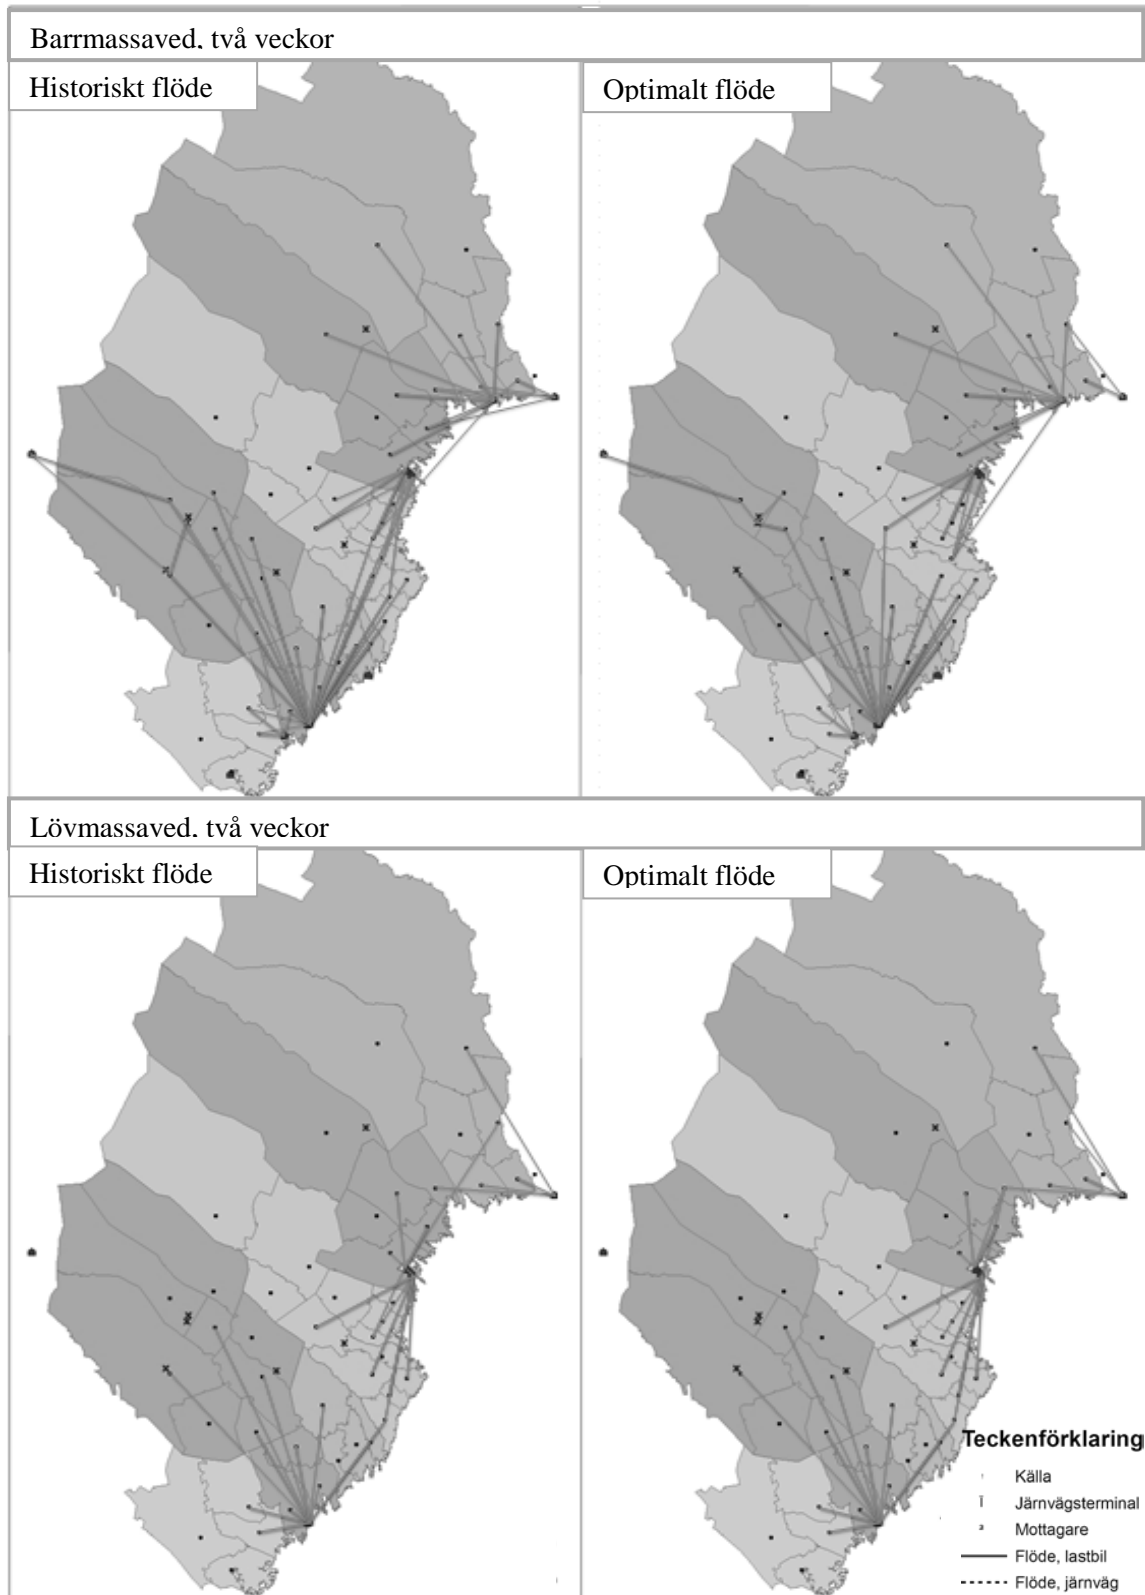 Barrmassaved, två veckor
Historiskt flöde
Optimalt flöde
Lövmassaved, två veckor
Historiskt flöde
Optimalt flöde
Teckenförklaring
Källa
Järnvägsterminal
Mottagare
Flöde, lastbil
Flöde, järnväg